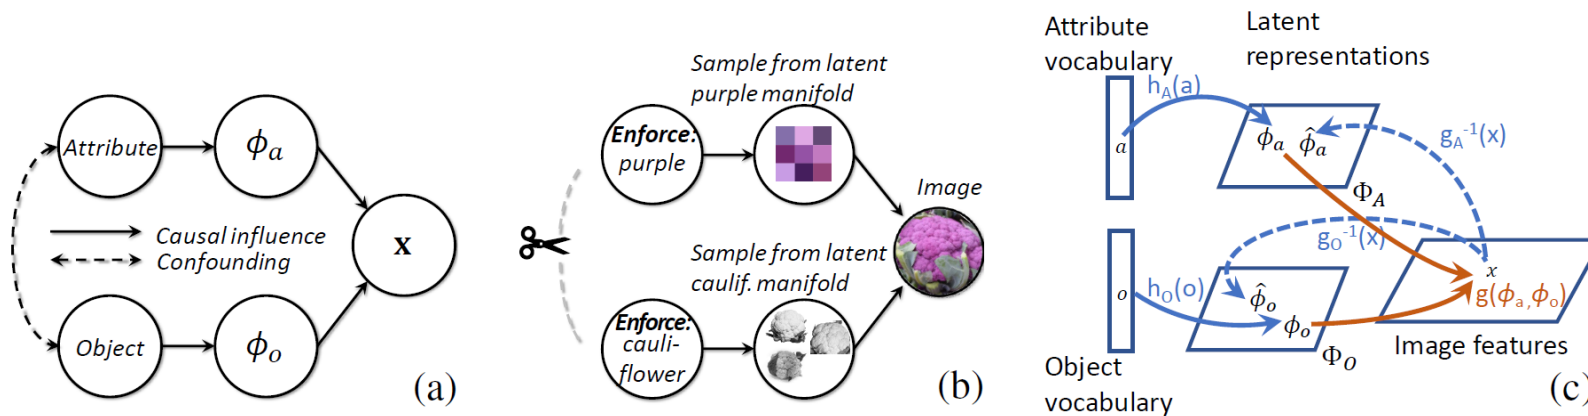 Attribute
ϕa
x
Causal influence
Confounding
Object
ϕo
(a)
Sample from latent
purple manifold
Enforce:
purple
Image
Sample from latent
caulif. manifold
Enforce:
cauli-
flower
(b)
Attribute
vocabulary
Latent
representations
hA(a)
a
ϕa
ϕ̂a
gA⁻¹(x)
ΦA
gO⁻¹(x)
x
g(ϕa,ϕo)
o
hO(o)
ϕ̂o
ϕo
ΦO
Image features
Object
vocabulary
(c)